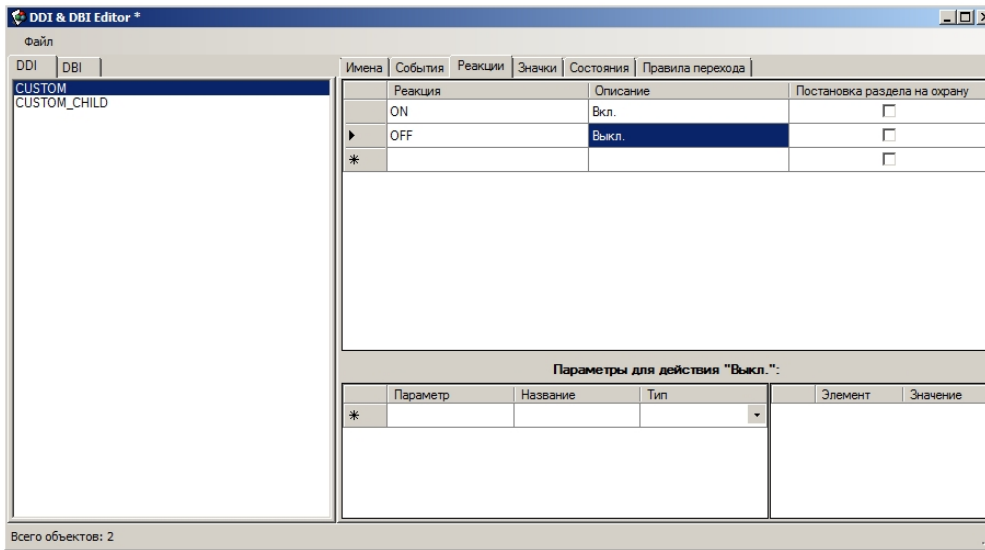 DDI & DBI Editor *
Файл
DDI DBI
Имена События Реакции Значки Состояния Правила перехода
CUSTOM
CUSTOM_CHILD
Реакция Описание Постановка раздела на охрану
ON Вкл.
OFF Выкл.
Параметры для действия "Выкл.":
Параметр Название Тип Элемент Значение
Всего объектов: 2